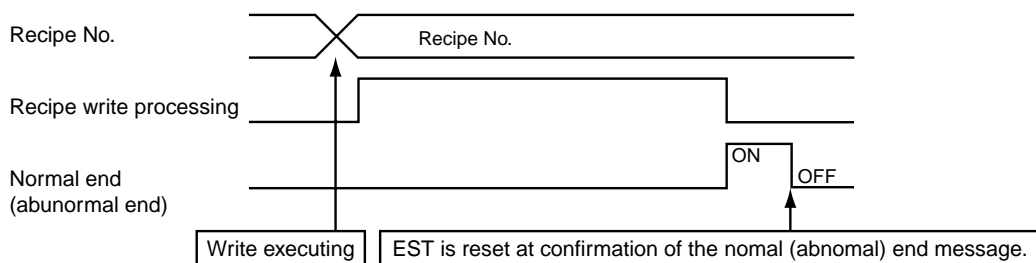 Recipe No.
Recipe No.
Recipe write processing
ON
Normal end
OFF
(abunormal end)
Write executing
EST is reset at confirmation of the nomal (abnomal) end message.